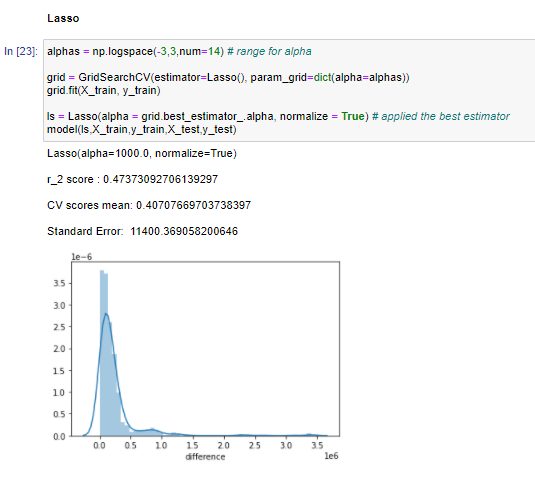 Lasso
In [23]: alphas = np.logspace(-3,3,num=14) # range for alpha
grid = GridSearchCV(estimator=Lasso(), param_grid=dict(alpha=alphas))
grid.fit(X_train, y_train)
ls = Lasso(alpha = grid.best_estimator_.alpha, normalize = True) # applied the best estimator
model(ls,X_train,y_train,X_test,y_test)
Lasso(alpha=1000.0, normalize=True)
r_2 score : 0.47373092706139297
CV scores mean: 0.40707669703738397
Standard Error:  11400.369058200646
1e−6
3.5
3.0
2.5
2.0
1.5
1.0
0.5
0.0
0.0 0.5 1.0 1.5 2.0 2.5 3.0 3.5
difference 1e6